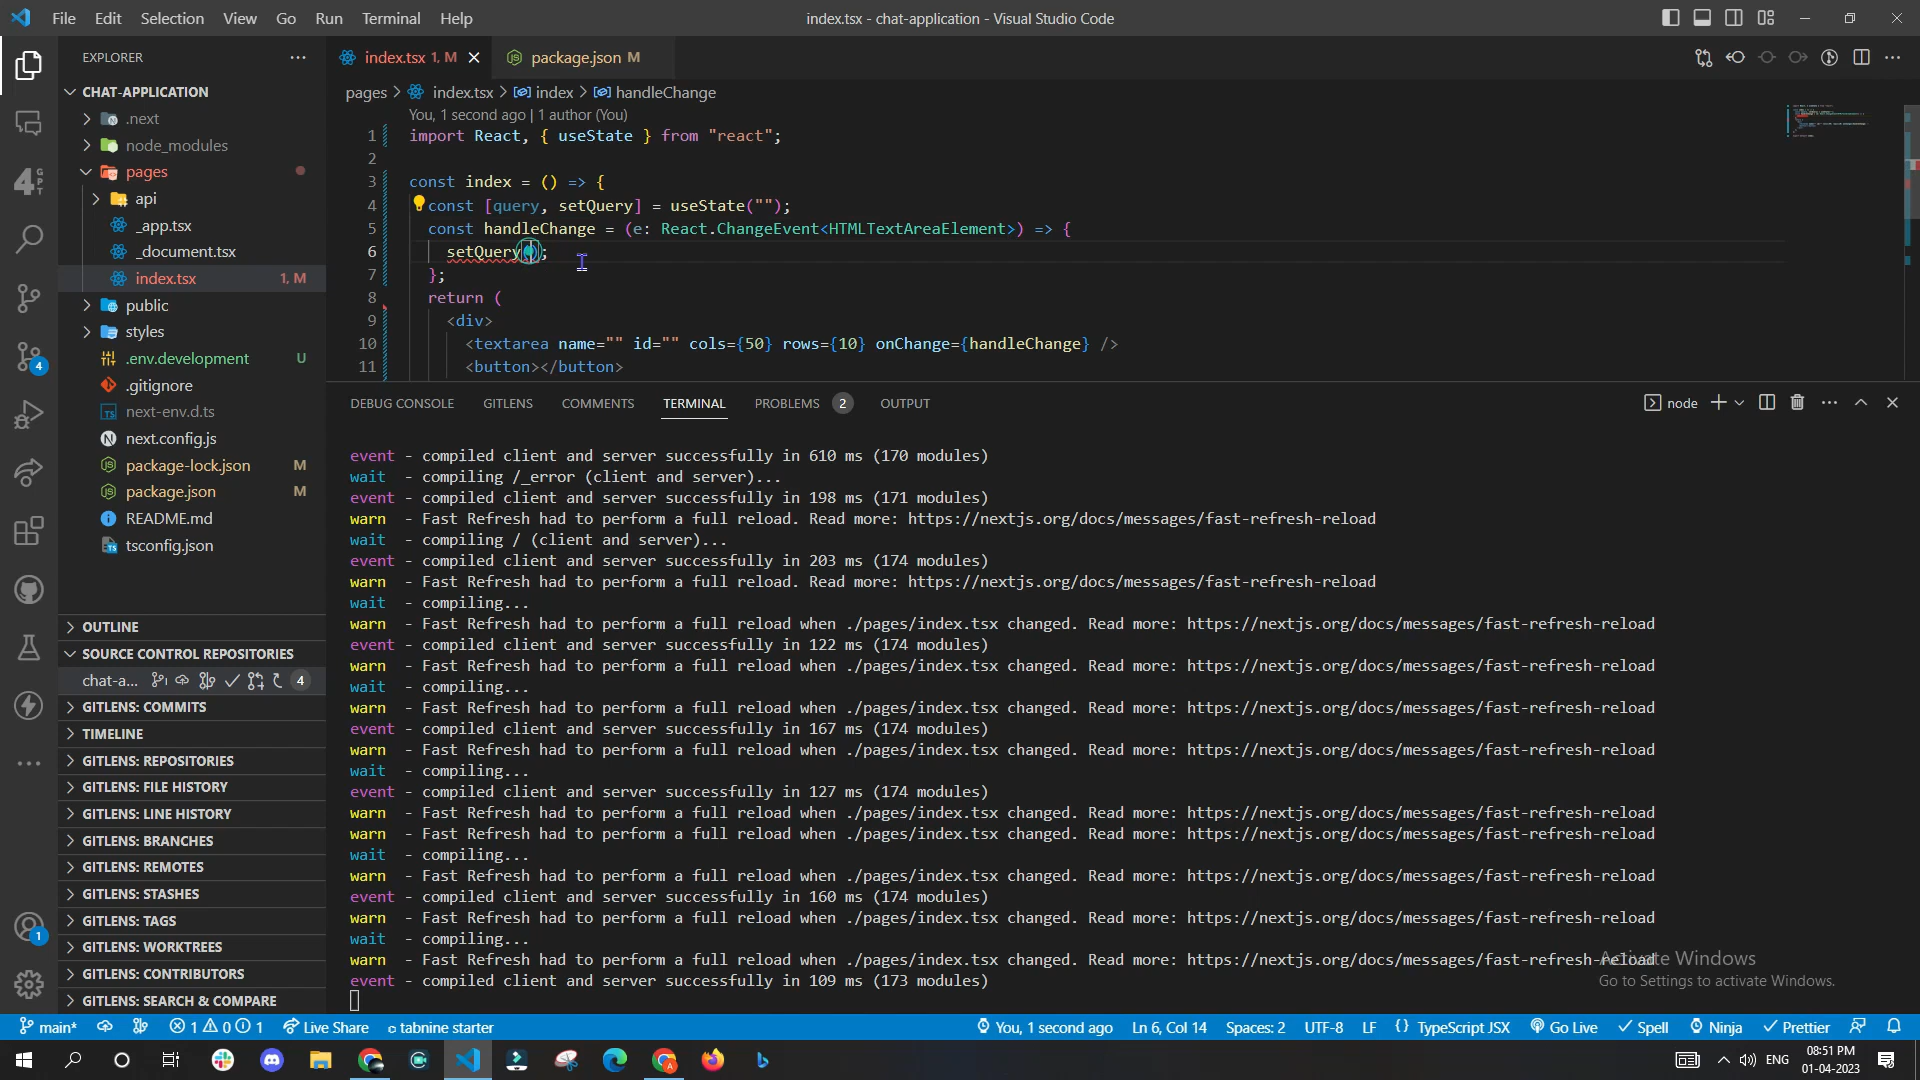 File Edit Selection View Go Run Terminal Help
index.tsx - chat-application - Visual Studio Code
EXPLORER
CHAT-APPLICATION
.next
node_modules
pages
api
_app.tsx
_document.tsx
index.tsx 1, M
public
styles
.env.development U
.gitignore
next-env.d.ts
next.config.js
package-lock.json M
package.json M
README.md
tsconfig.json
OUTLINE
SOURCE CONTROL REPOSITORIES
chat-a... 4
GITLENS: COMMITS
TIMELINE
GITLENS: REPOSITORIES
GITLENS: FILE HISTORY
GITLENS: LINE HISTORY
GITLENS: BRANCHES
GITLENS: REMOTES
GITLENS: STASHES
GITLENS: TAGS
GITLENS: WORKTREES
GITLENS: CONTRIBUTORS
GITLENS: SEARCH & COMPARE
4
1
index.tsx 1, M
package.json M
pages > index.tsx > index > handleChange
You, 1 second ago | 1 author (You)
1 import React, { useState } from "react";
2
3 const index = () => {
4 const [query, setQuery] = useState("");
5 const handleChange = (e: React.ChangeEvent<HTMLTextAreaElement>) => {
6 setQuery();
7 };
8 return (
9 <div>
10 <textarea name="" id="" cols={50} rows={10} onChange={handleChange} />
11 <button></button>
DEBUG CONSOLE GITLENS COMMENTS TERMINAL PROBLEMS 2 OUTPUT
node
event - compiled client and server successfully in 610 ms (170 modules)
wait - compiling /_error (client and server)...
event - compiled client and server successfully in 198 ms (171 modules)
warn - Fast Refresh had to perform a full reload. Read more: https://nextjs.org/docs/messages/fast-refresh-reload
wait - compiling / (client and server)...
event - compiled client and server successfully in 203 ms (174 modules)
warn - Fast Refresh had to perform a full reload. Read more: https://nextjs.org/docs/messages/fast-refresh-reload
wait - compiling...
warn - Fast Refresh had to perform a full reload when ./pages/index.tsx changed. Read more: https://nextjs.org/docs/messages/fast-refresh-reload
event - compiled client and server successfully in 122 ms (174 modules)
warn - Fast Refresh had to perform a full reload when ./pages/index.tsx changed. Read more: https://nextjs.org/docs/messages/fast-refresh-reload
wait - compiling...
warn - Fast Refresh had to perform a full reload when ./pages/index.tsx changed. Read more: https://nextjs.org/docs/messages/fast-refresh-reload
event - compiled client and server successfully in 167 ms (174 modules)
warn - Fast Refresh had to perform a full reload when ./pages/index.tsx changed. Read more: https://nextjs.org/docs/messages/fast-refresh-reload
wait - compiling...
event - compiled client and server successfully in 127 ms (174 modules)
warn - Fast Refresh had to perform a full reload when ./pages/index.tsx changed. Read more: https://nextjs.org/docs/messages/fast-refresh-reload
warn - Fast Refresh had to perform a full reload when ./pages/index.tsx changed. Read more: https://nextjs.org/docs/messages/fast-refresh-reload
wait - compiling...
warn - Fast Refresh had to perform a full reload when ./pages/index.tsx changed. Read more: https://nextjs.org/docs/messages/fast-refresh-reload
event - compiled client and server successfully in 160 ms (174 modules)
warn - Fast Refresh had to perform a full reload when ./pages/index.tsx changed. Read more: https://nextjs.org/docs/messages/fast-refresh-reload
wait - compiling...
warn - Fast Refresh had to perform a full reload when ./pages/index.tsx changed. Read more: https://nextjs.org/docs/messages/fast-refresh-reload
event - compiled client and server successfully in 109 ms (173 modules)
Activate Windows
Go to Settings to activate Windows.
main* 1 0 1 Live Share tabnine starter You, 1 second ago Ln 6, Col 14 Spaces: 2 UTF-8 LF {} TypeScript JSX Go Live Spell Ninja Prettier
ENG
08:51 PM
01-04-2023